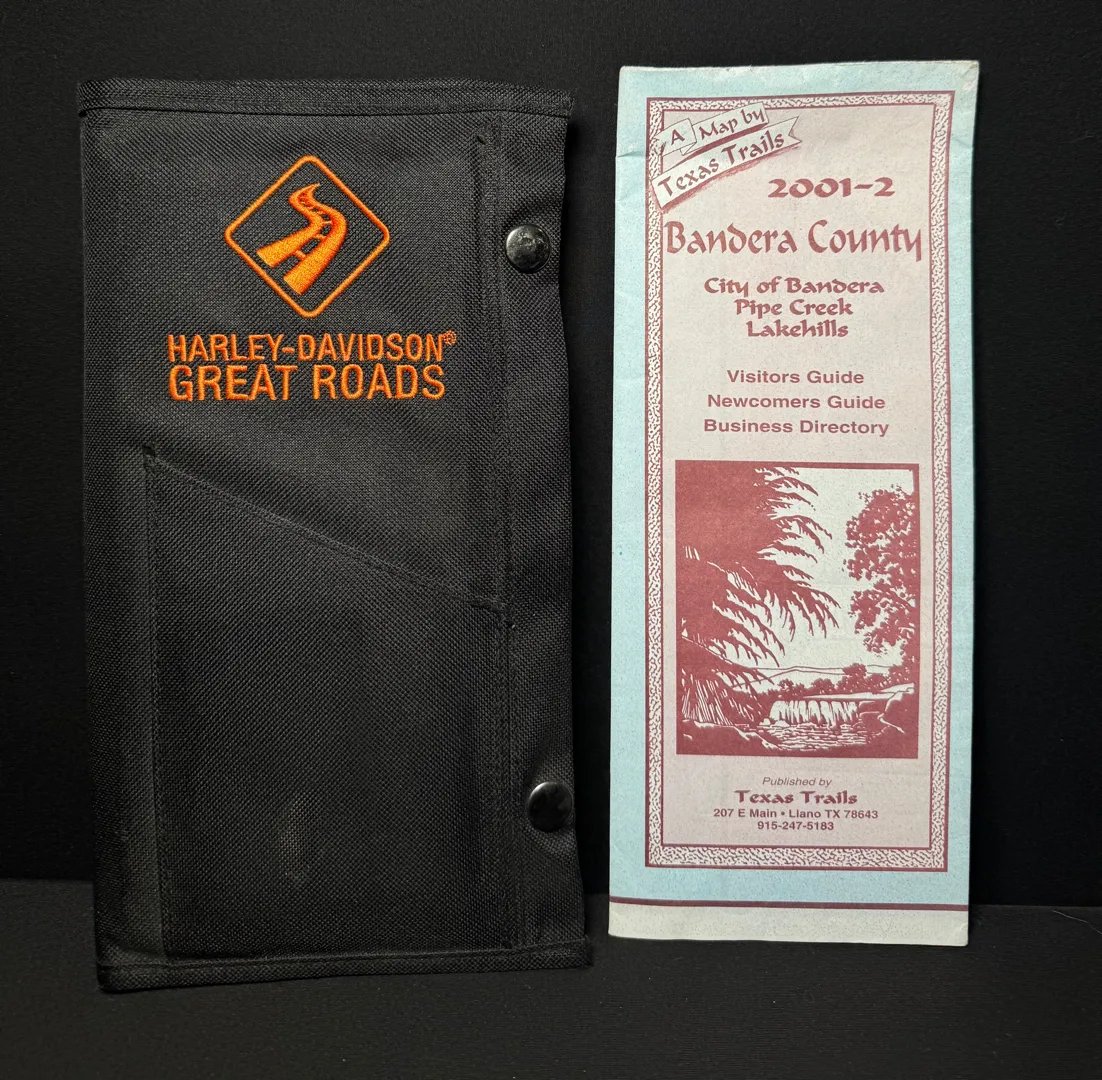 HARLEY-DAVIDSON®
GREAT ROADS
A Map by
Texas Trails
2001-2
Bandera County
City of Bandera
Pipe Creek
Lakehills
Visitors Guide
Newcomers Guide
Business Directory
Published by
Texas Trails
207 E Main • Llano TX 78643
915-247-5183